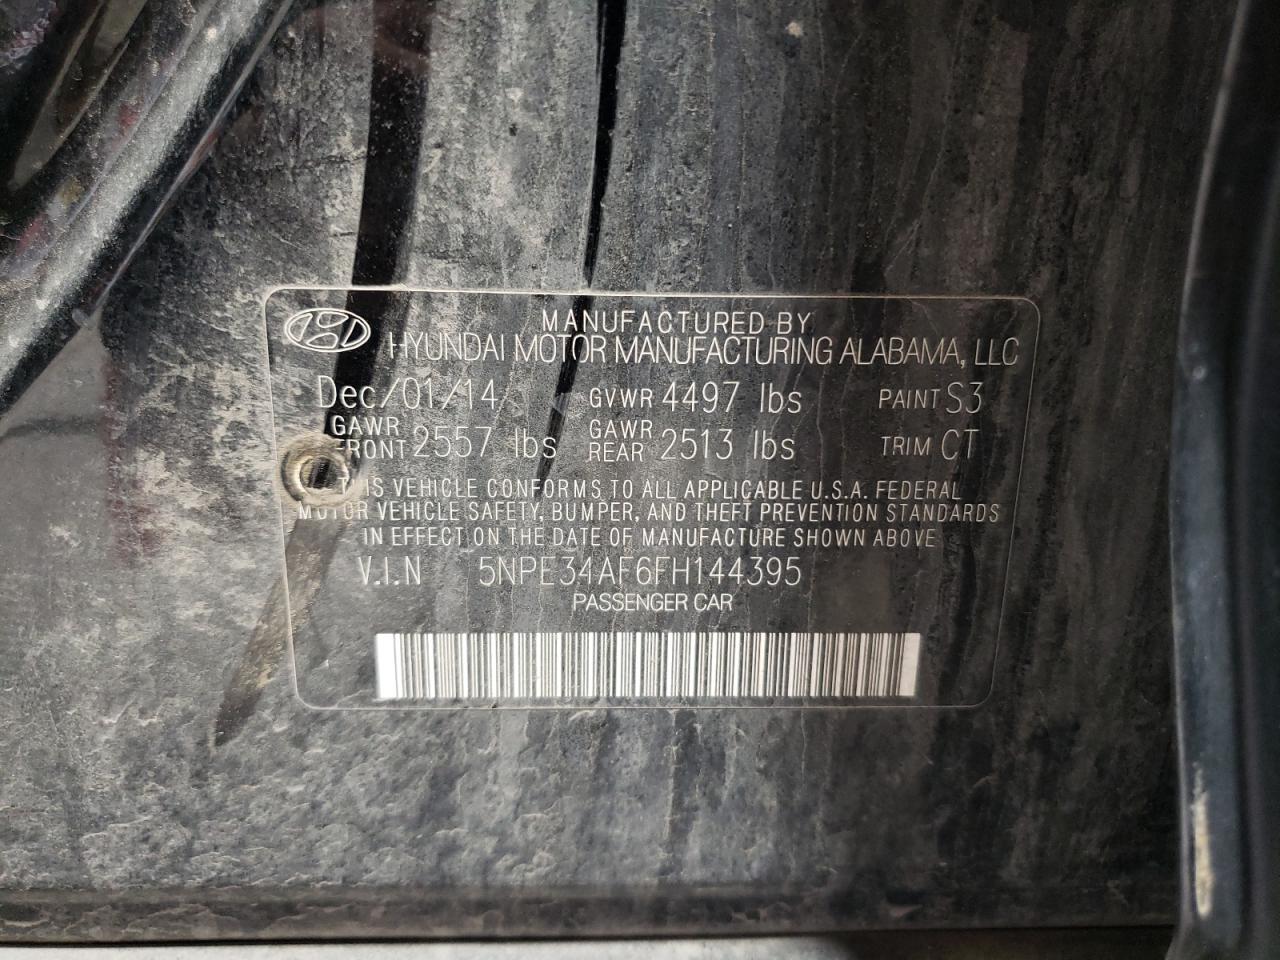 MANUFACTURED BY
HYUNDAI MOTOR MANUFACTURING ALABAMA, LLC
Dec/01/14 GVWR 4497 lbs PAINT S3
GAWR FRONT 2557 lbs GAWR REAR 2513 lbs TRIM CT
THIS VEHICLE CONFORMS TO ALL APPLICABLE U.S.A. FEDERAL
MOTOR VEHICLE SAFETY, BUMPER, AND THEFT PREVENTION STANDARDS
IN EFFECT ON THE DATE OF MANUFACTURE SHOWN ABOVE
V.I.N 5NPE34AF6FH144395
PASSENGER CAR